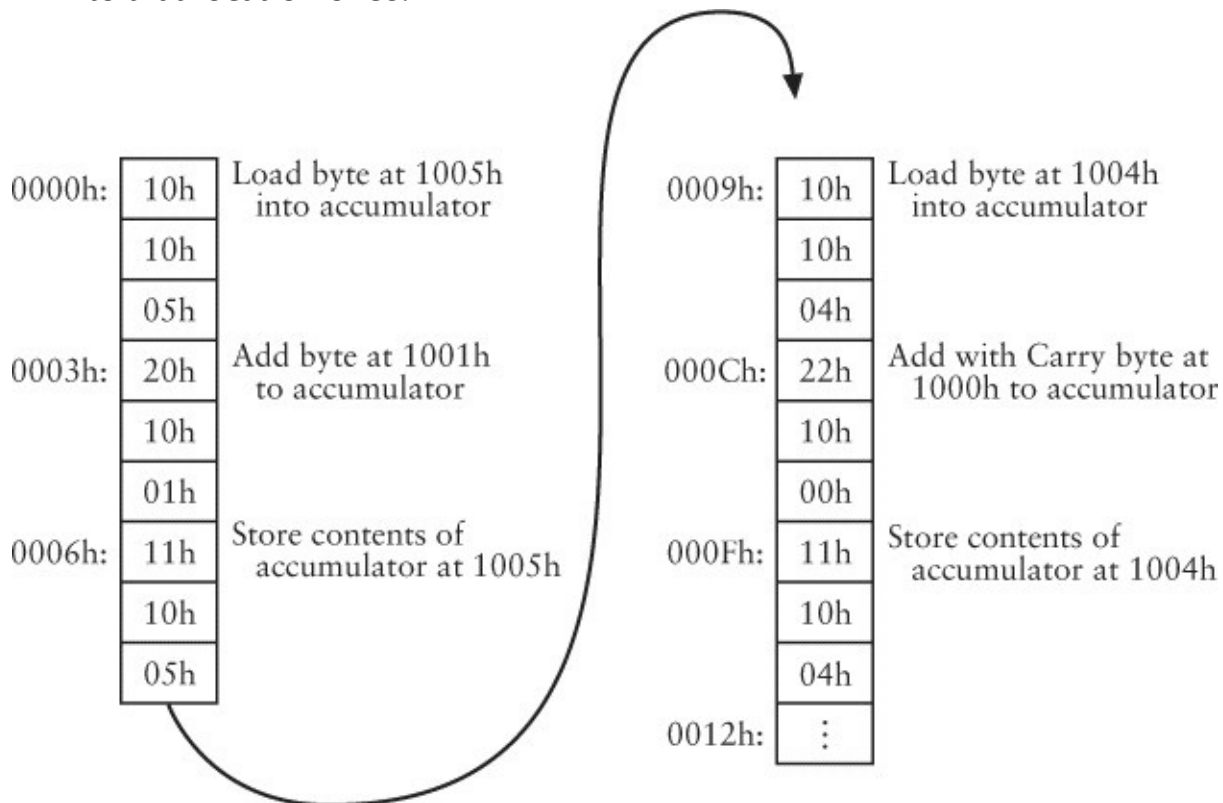 0000h: 10h Load byte at 1005h
into accumulator
10h
05h
0003h: 20h Add byte at 1001h
to accumulator
10h
01h
0006h: 11h Store contents of
accumulator at 1005h
10h
05h
0009h: 10h Load byte at 1004h
into accumulator
10h
04h
000Ch: 22h Add with Carry byte at
1000h to accumulator
10h
00h
000Fh: 11h Store contents of
accumulator at 1004h
10h
04h
0012h: ⋮